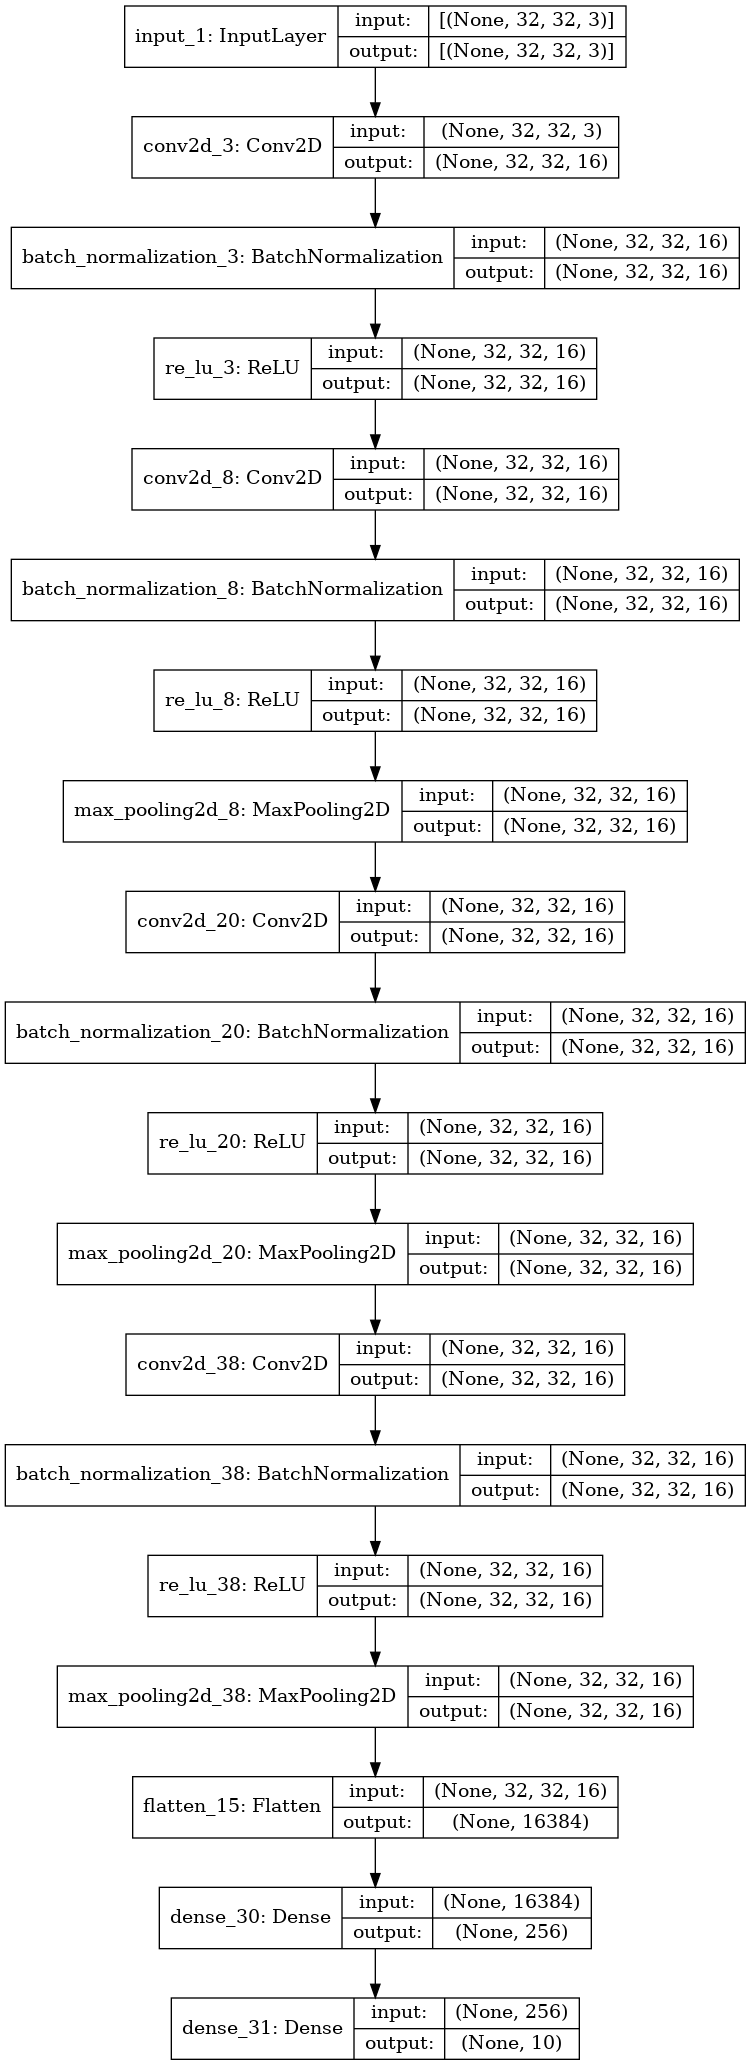 input_1: InputLayer
input: [(None, 32, 32, 3)]
output: [(None, 32, 32, 3)]
conv2d_3: Conv2D
input: (None, 32, 32, 3)
output: (None, 32, 32, 16)
batch_normalization_3: BatchNormalization
input: (None, 32, 32, 16)
output: (None, 32, 32, 16)
re_lu_3: ReLU
input: (None, 32, 32, 16)
output: (None, 32, 32, 16)
conv2d_8: Conv2D
input: (None, 32, 32, 16)
output: (None, 32, 32, 16)
batch_normalization_8: BatchNormalization
input: (None, 32, 32, 16)
output: (None, 32, 32, 16)
re_lu_8: ReLU
input: (None, 32, 32, 16)
output: (None, 32, 32, 16)
max_pooling2d_8: MaxPooling2D
input: (None, 32, 32, 16)
output: (None, 32, 32, 16)
conv2d_20: Conv2D
input: (None, 32, 32, 16)
output: (None, 32, 32, 16)
batch_normalization_20: BatchNormalization
input: (None, 32, 32, 16)
output: (None, 32, 32, 16)
re_lu_20: ReLU
input: (None, 32, 32, 16)
output: (None, 32, 32, 16)
max_pooling2d_20: MaxPooling2D
input: (None, 32, 32, 16)
output: (None, 32, 32, 16)
conv2d_38: Conv2D
input: (None, 32, 32, 16)
output: (None, 32, 32, 16)
batch_normalization_38: BatchNormalization
input: (None, 32, 32, 16)
output: (None, 32, 32, 16)
re_lu_38: ReLU
input: (None, 32, 32, 16)
output: (None, 32, 32, 16)
max_pooling2d_38: MaxPooling2D
input: (None, 32, 32, 16)
output: (None, 32, 32, 16)
flatten_15: Flatten
input: (None, 32, 32, 16)
output: (None, 16384)
dense_30: Dense
input: (None, 16384)
output: (None, 256)
dense_31: Dense
input: (None, 256)
output: (None, 10)